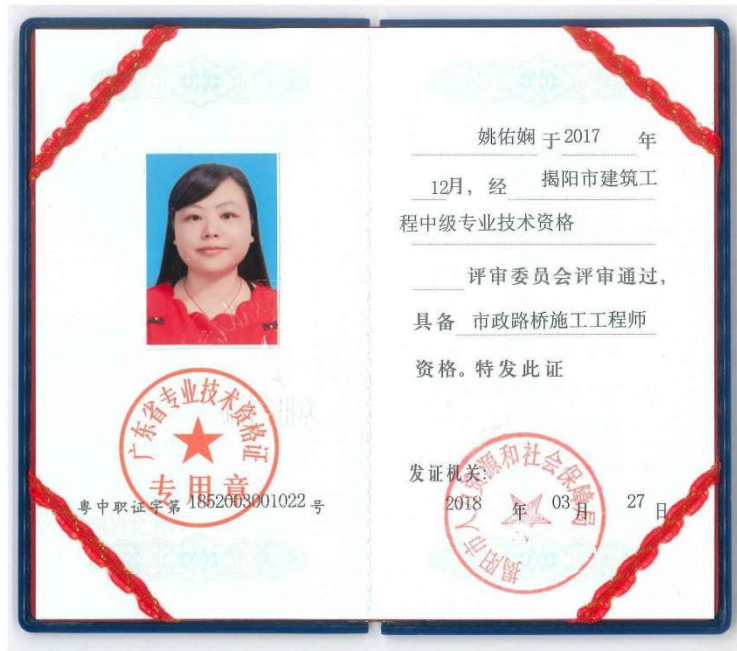 广东省专业技术资格证
专用章
粤中职证字第 1852003001022 号
姚佑娴 于 2017 年
12月，经 揭阳市建筑工
程中级专业技术资格
评审委员会评审通过，
具备 市政路桥施工工程师
资格。特发此证
发证机关：
揭阳市人力资源和社会保障局
2018 年 03 月 27 日